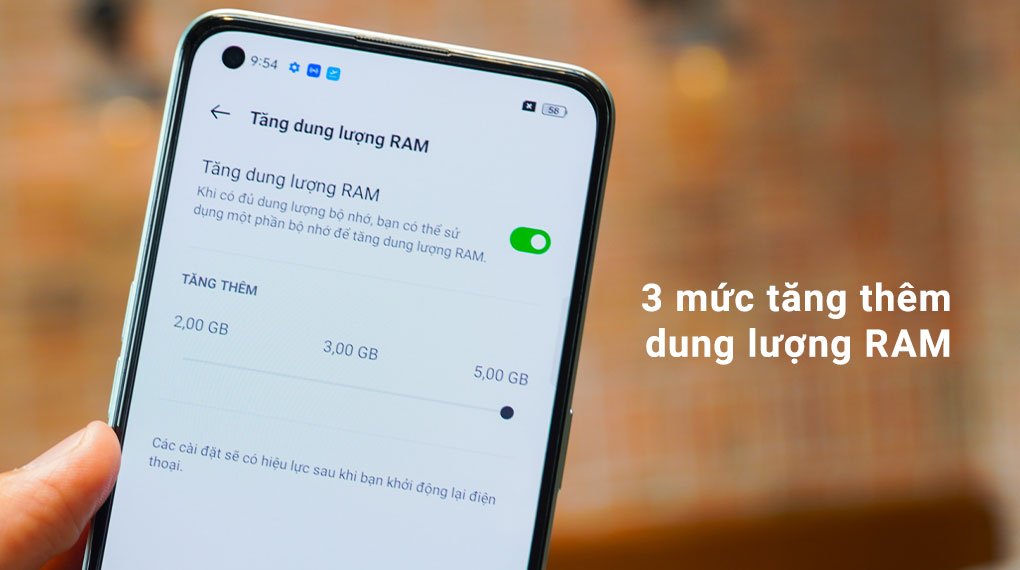 9:54
58
Tăng dung lượng RAM
Tăng dung lượng RAM
Khi có đủ dung lượng bộ nhớ, bạn có thể sử
dụng một phần bộ nhớ để tăng dung lượng RAM.
TĂNG THÊM
2,00 GB
3,00 GB
5,00 GB
Các cài đặt sẽ có hiệu lực sau khi bạn khởi động lại điện
thoại.
3 mức tăng thêm
dung lượng RAM